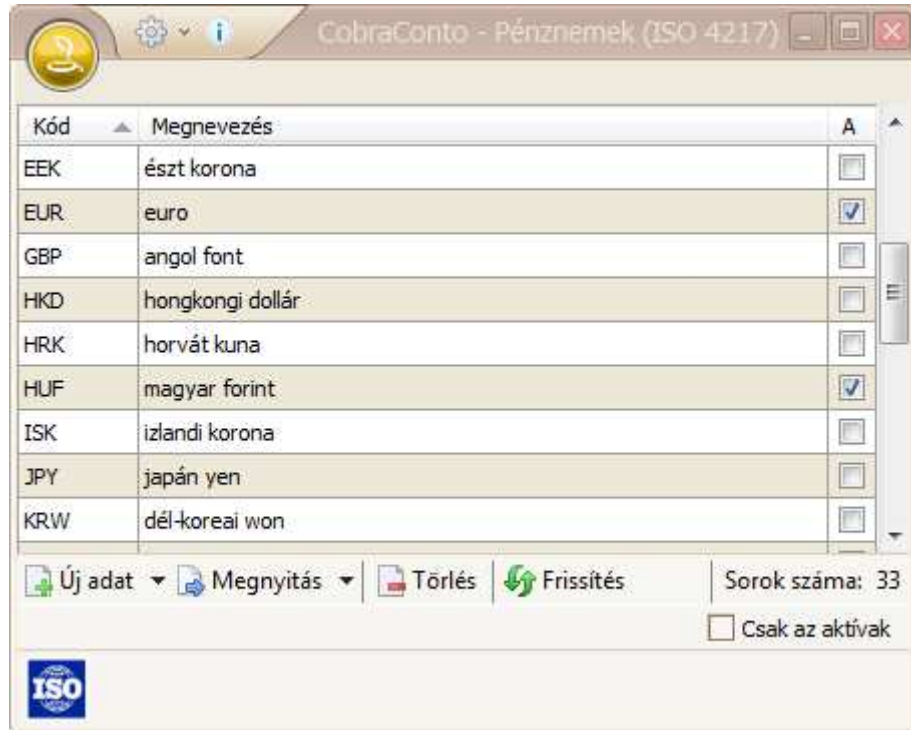 CobraConto - Pénznemek (ISO 4217)
Kód Megnevezés A
EEK észt korona
EUR euro
GBP angol font
HKD hongkongi dollár
HRK horvát kuna
HUF magyar forint
ISK izlandi korona
JPY japán yen
KRW dél-koreai won
Új adat Megnyitás Törlés Frissítés Sorok száma: 33
Csak az aktívak
ISO